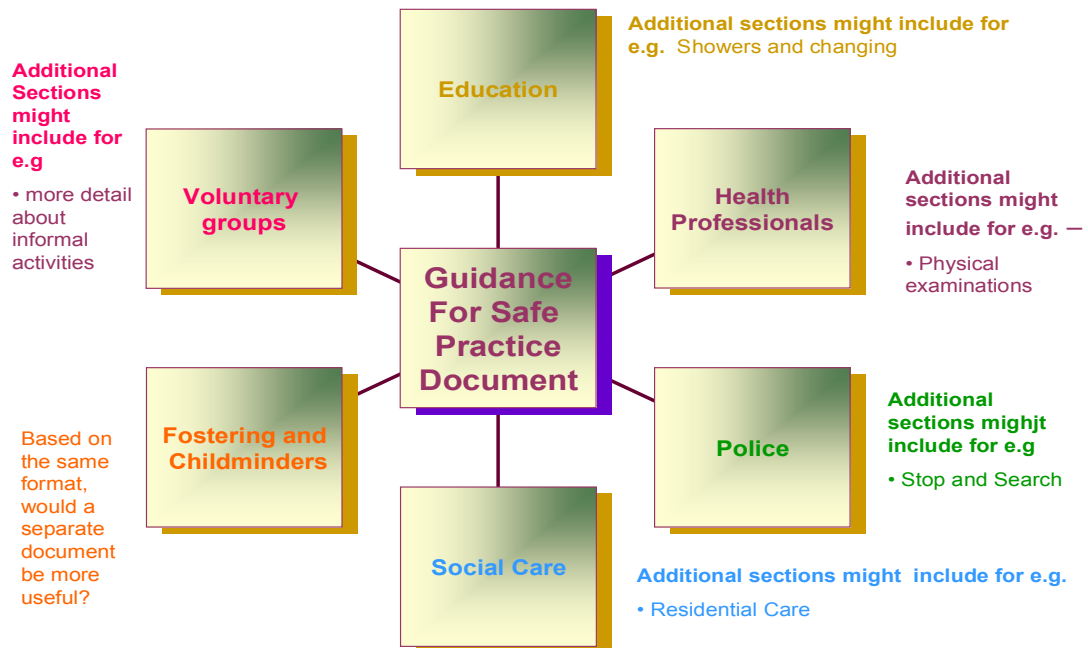 Additional sections might include for
e.g. Showers and changing
Education
Additional
Sections
might
include for
e.g
• more detail
about
informal
activities
Voluntary
groups
Health
Professionals
Additional
sections might
include for e.g. –
• Physical
examinations
Guidance
For Safe
Practice
Document
Fostering and
Childminders
Based on
the same
format,
would a
separate
document
be more
useful?
Police
Additional
sections mighjt
include for e.g
• Stop and Search
Social Care
Additional sections might include for e.g.
• Residential Care